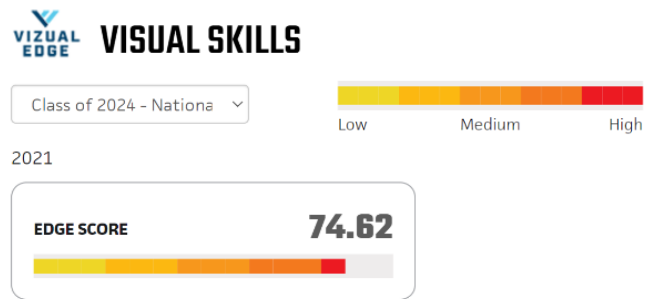 VIZUAL EDGE
VISUAL SKILLS
Class of 2024 - Nationa
Low Medium High
2021
EDGE SCORE 74.62